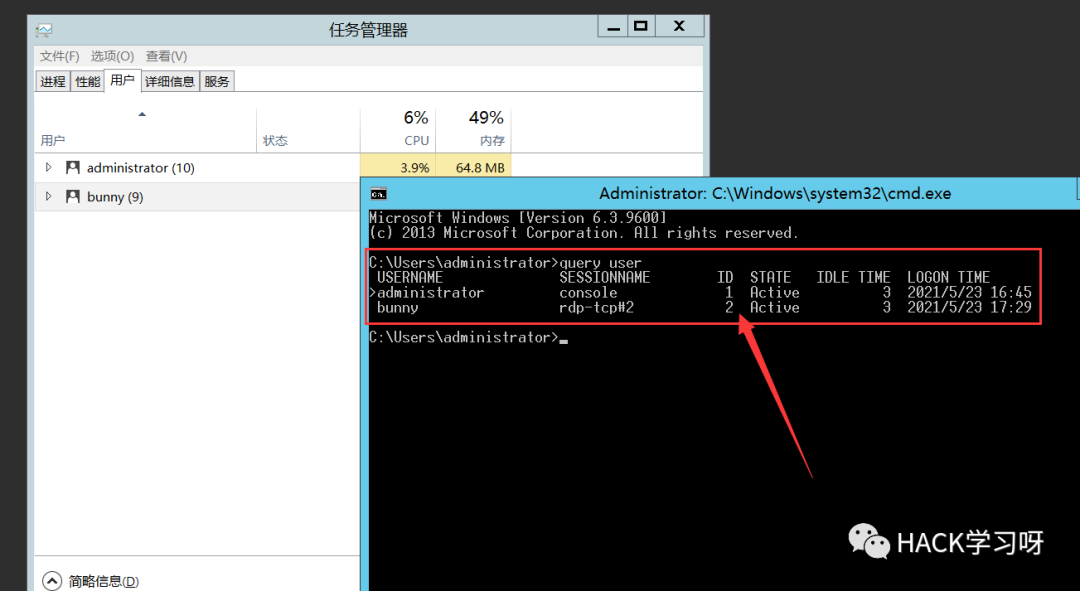 任务管理器
文件(F) 选项(O) 查看(V)
进程 性能 用户 详细信息 服务
6% 49%
用户 状态 CPU 内存
administrator (10) 3.9% 64.8 MB
bunny (9)
简略信息(D)
Administrator: C:\Windows\system32\cmd.exe
Microsoft Windows [Version 6.3.9600]
(c) 2013 Microsoft Corporation. All rights reserved.
C:\Users\administrator>query user
USERNAME SESSIONNAME ID STATE IDLE TIME LOGON TIME
>administrator console 1 Active 3 2021/5/23 16:45
bunny rdp-tcp#2 2 Active 3 2021/5/23 17:29
C:\Users\administrator>_
HACK学习呀